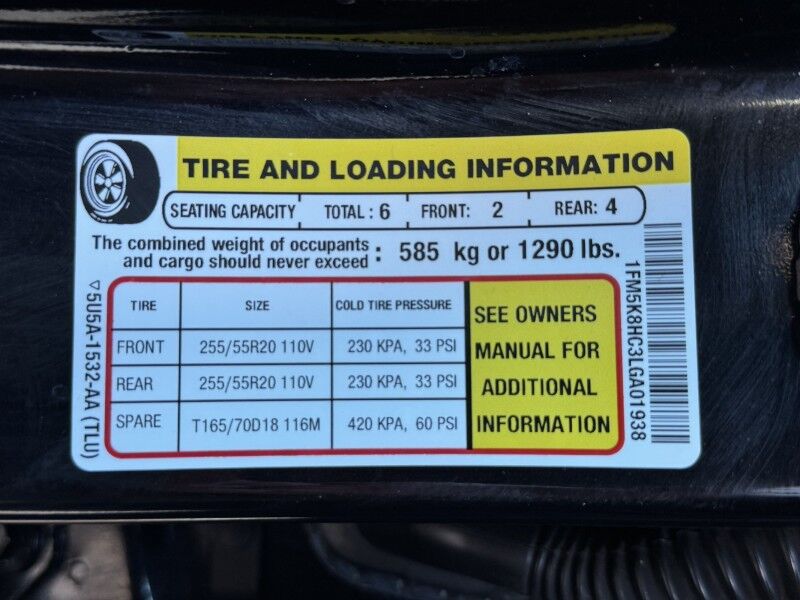 TIRE AND LOADING INFORMATION
SEATING CAPACITY TOTAL : 6 FRONT: 2 REAR: 4
The combined weight of occupants
and cargo should never exceed : 585 kg or 1290 lbs.
TIRE SIZE COLD TIRE PRESSURE
FRONT 255/55R20 110V 230 KPA, 33 PSI
REAR 255/55R20 110V 230 KPA, 33 PSI
SPARE T165/70D18 116M 420 KPA, 60 PSI
SEE OWNERS
MANUAL FOR
ADDITIONAL
INFORMATION
▽5U5A-1532-AA (TLU)
1FM5K8HC3LGA01938